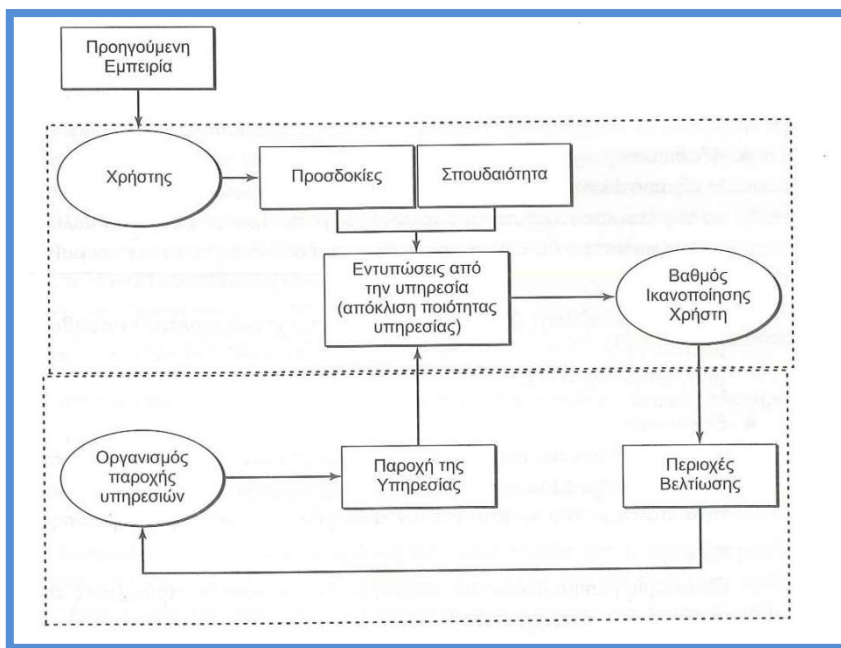 Προηγούμενη
Εμπειρία
Χρήστης
Προσδοκίες
Σπουδαιότητα
Εντυπώσεις από
την υπηρεσία
(απόκλιση ποιότητας
υπηρεσίας)
Βαθμός
Ικανοποίησης
Χρήστη
Οργανισμός
παροχής
υπηρεσιών
Παροχή της
Υπηρεσίας
Περιοχές
Βελτίωσης